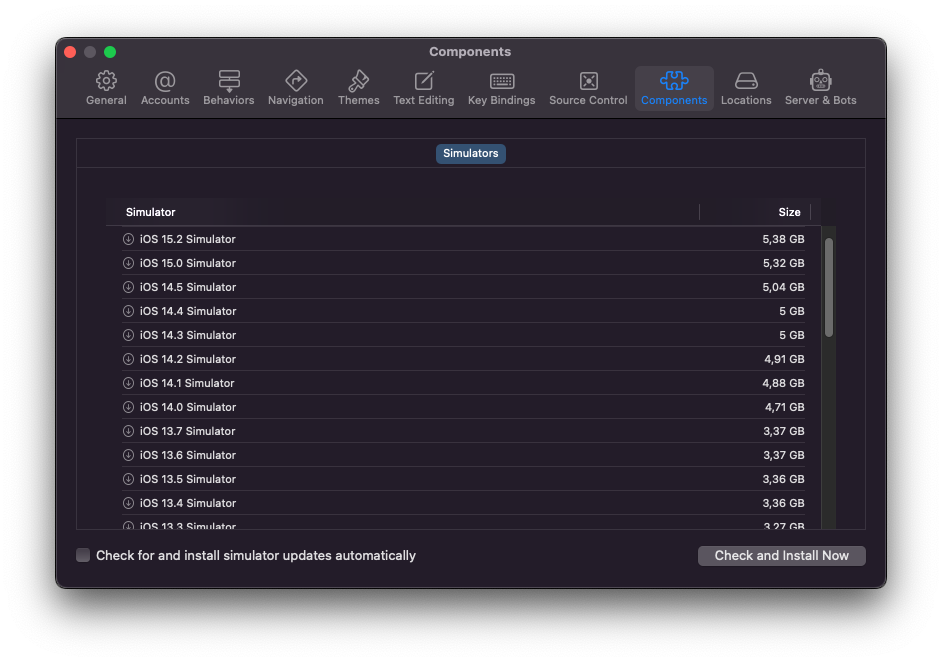 Components
General Accounts Behaviors Navigation Themes Text Editing Key Bindings Source Control Components Locations Server & Bots
Simulators
Simulator Size
iOS 15.2 Simulator 5,38 GB
iOS 15.0 Simulator 5,32 GB
iOS 14.5 Simulator 5,04 GB
iOS 14.4 Simulator 5 GB
iOS 14.3 Simulator 5 GB
iOS 14.2 Simulator 4,91 GB
iOS 14.1 Simulator 4,88 GB
iOS 14.0 Simulator 4,71 GB
iOS 13.7 Simulator 3,37 GB
iOS 13.6 Simulator 3,37 GB
iOS 13.5 Simulator 3,36 GB
iOS 13.4 Simulator 3,36 GB
iOS 13.3 Simulator 3,27 GB
Check for and install simulator updates automatically Check and Install Now